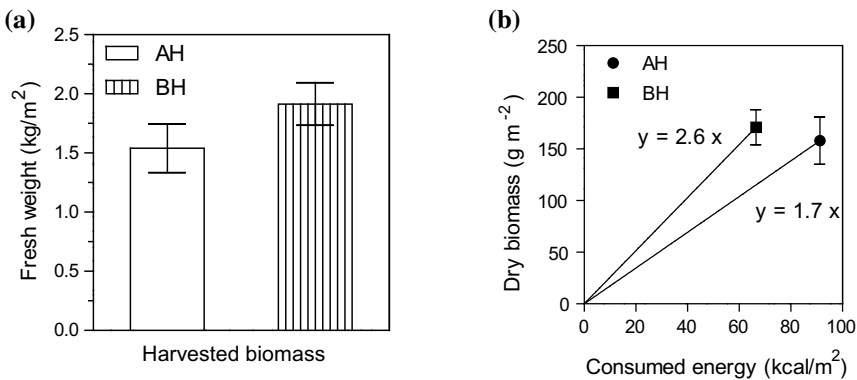 (a)
2.5
2.0
1.5
1.0
0.5
0.0
Fresh weight (kg/m²)
AH
BH
Harvested biomass
(b)
250
200
150
100
50
0
Dry biomass (g m⁻²)
AH
BH
y = 2.6 x
y = 1.7 x
0 20 40 60 80 100
Consumed energy (kcal/m²)